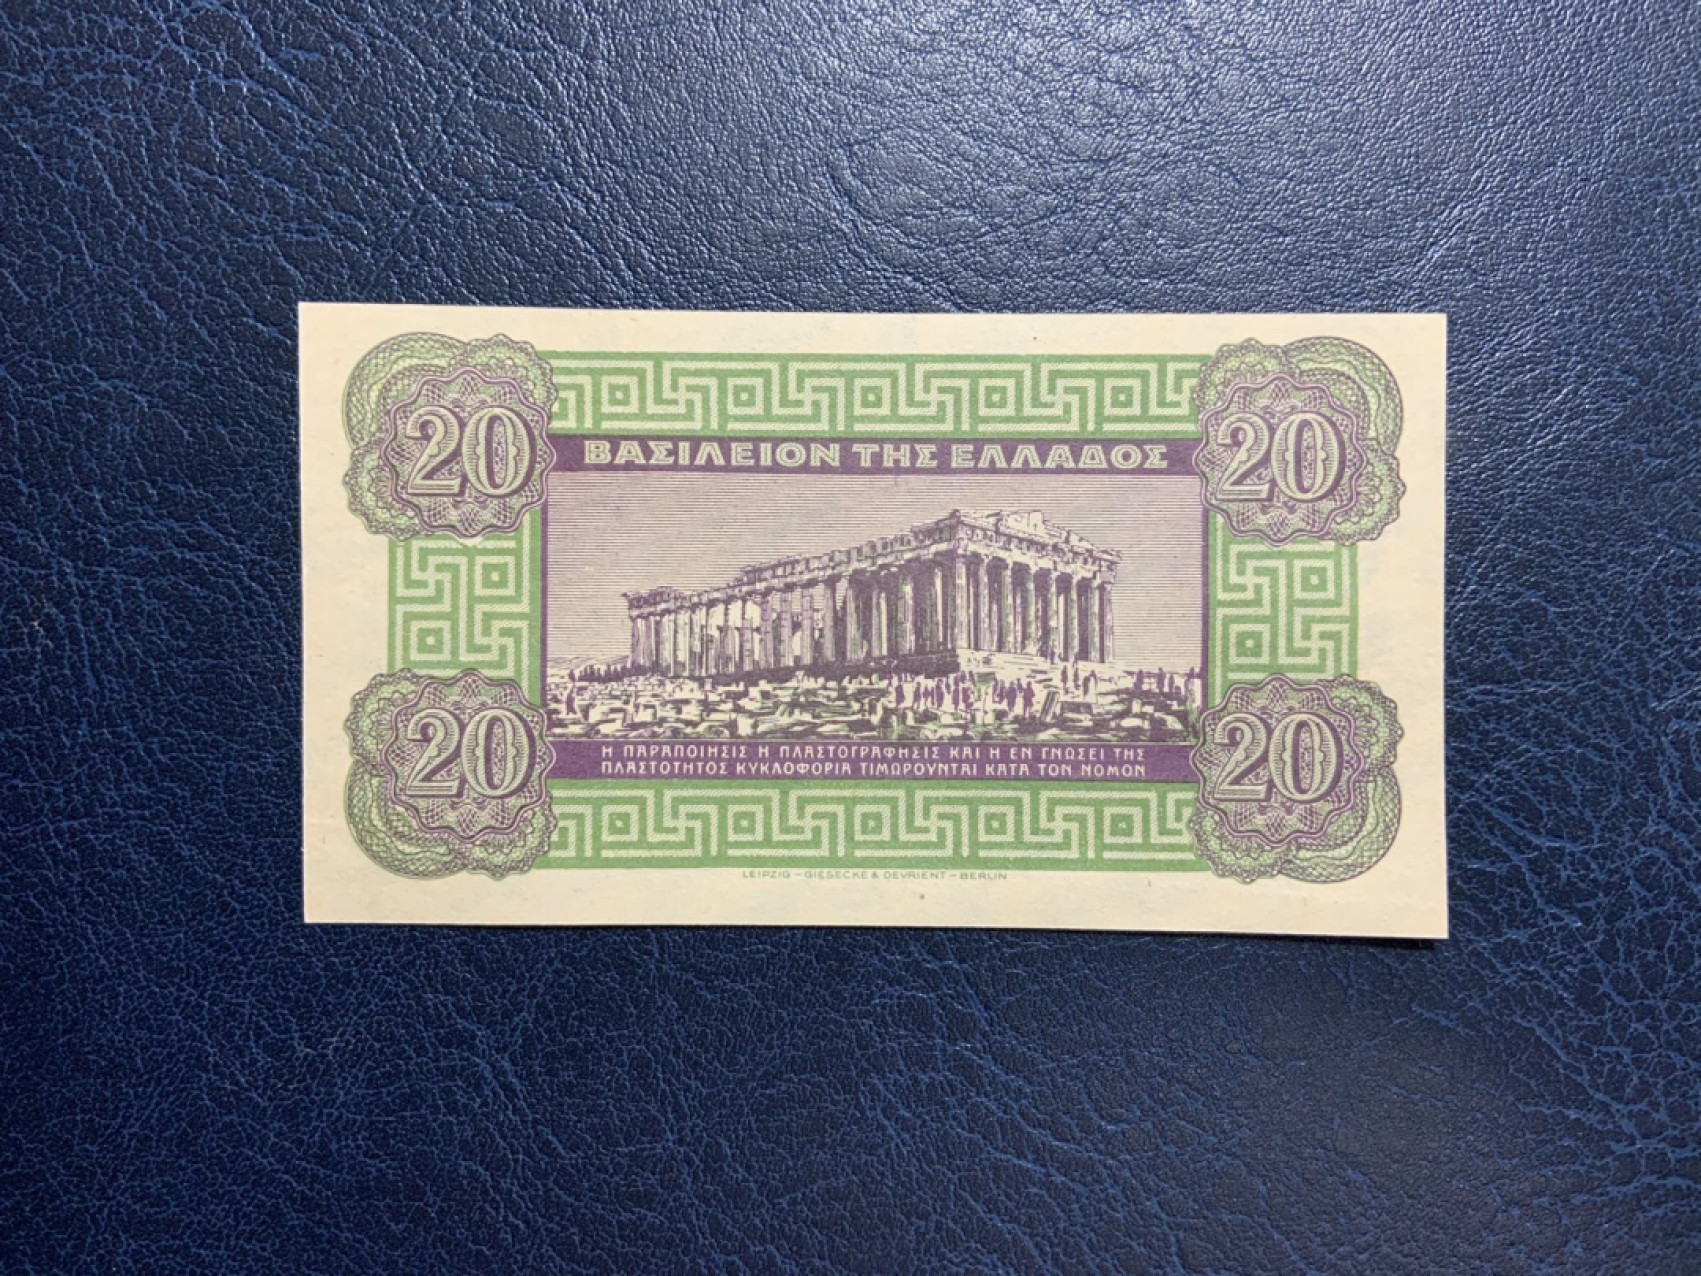 20 20
ΒΑΣΙΛΕΙΟΝ ΤΗΣ ΕΛΛΑΔΟΣ
Η ΠΑΡΑΠΟΙΗΣΙΣ Η ΠΛΑΣΤΟΓΡΑΦΗΣΙΣ ΚΑΙ Η ΕΝ ΓΝΩΣΕΙ ΤΗΣ
ΠΛΑΣΤΟΤΗΤΟΣ ΚΥΚΛΟΦΟΡΙΑ ΤΙΜΩΡΟΥΝΤΑΙ ΚΑΤΑ ΤΟΝ ΝΟΜΟΝ
20 20
LEIPZIG – GIESECKE & DEVRIENT – BERLIN